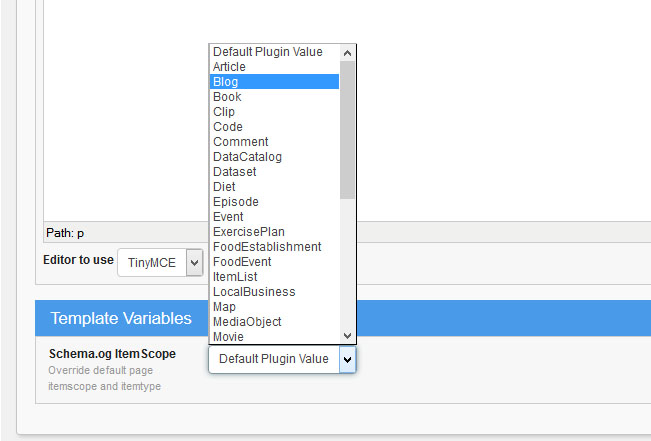 Default Plugin Value
Article
Blog
Book
Clip
Code
Comment
DataCatalog
Dataset
Diet
Episode
Event
ExercisePlan
FoodEstablishment
FoodEvent
ItemList
LocalBusiness
Map
MediaObject
Movie
Path: p
Editor to use TinyMCE
Template Variables
Schema.og ItemScope Default Plugin Value
Override default page
itemscope and itemtype